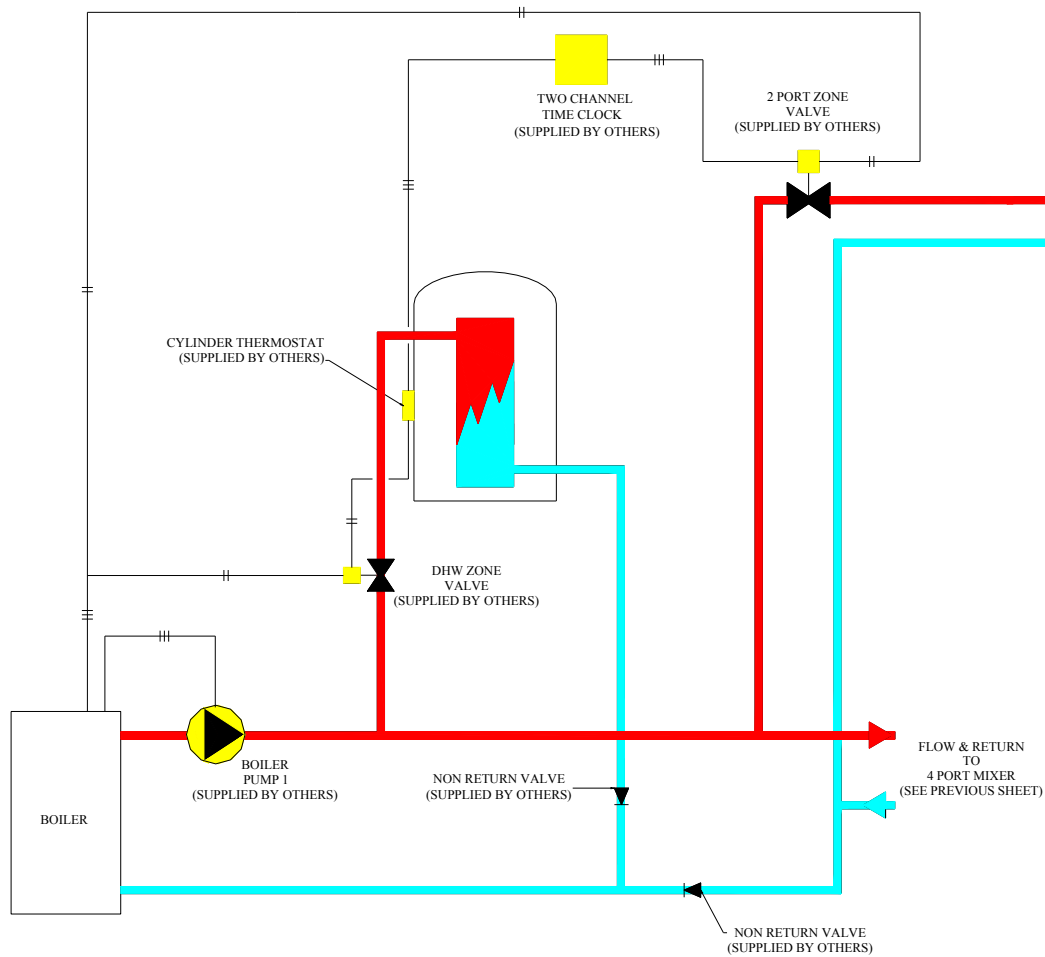 TWO CHANNEL
TIME CLOCK
(SUPPLIED BY OTHERS)
2 PORT ZONE
VALVE
(SUPPLIED BY OTHERS)
CYLINDER THERMOSTAT
(SUPPLIED BY OTHERS)
DHW ZONE
VALVE
(SUPPLIED BY OTHERS)
BOILER
PUMP 1
(SUPPLIED BY OTHERS)
NON RETURN VALVE
(SUPPLIED BY OTHERS)
FLOW & RETURN
TO
4 PORT MIXER
(SEE PREVIOUS SHEET)
BOILER
NON RETURN VALVE
(SUPPLIED BY OTHERS)